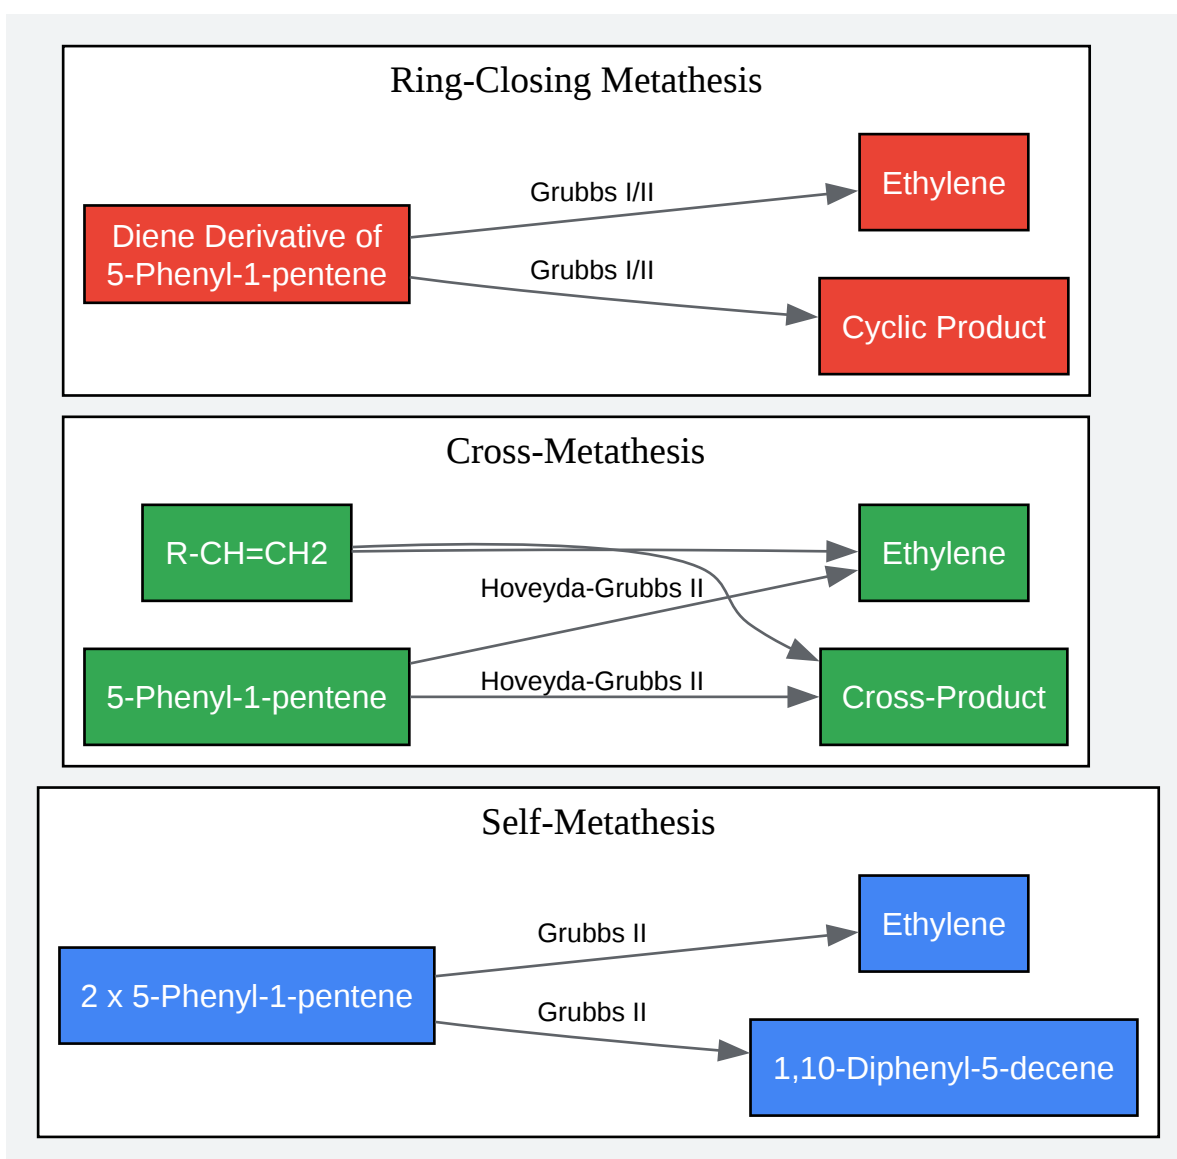 Ring-Closing Metathesis
Ethylene
Grubbs I/II
Diene Derivative of
5-Phenyl-1-pentene
Grubbs I/II
Cyclic Product
Cross-Metathesis
R-CH=CH2
Ethylene
Hoveyda-Grubbs II
5-Phenyl-1-pentene
Hoveyda-Grubbs II
Cross-Product
Self-Metathesis
Ethylene
Grubbs II
2 x 5-Phenyl-1-pentene
Grubbs II
1,10-Diphenyl-5-decene